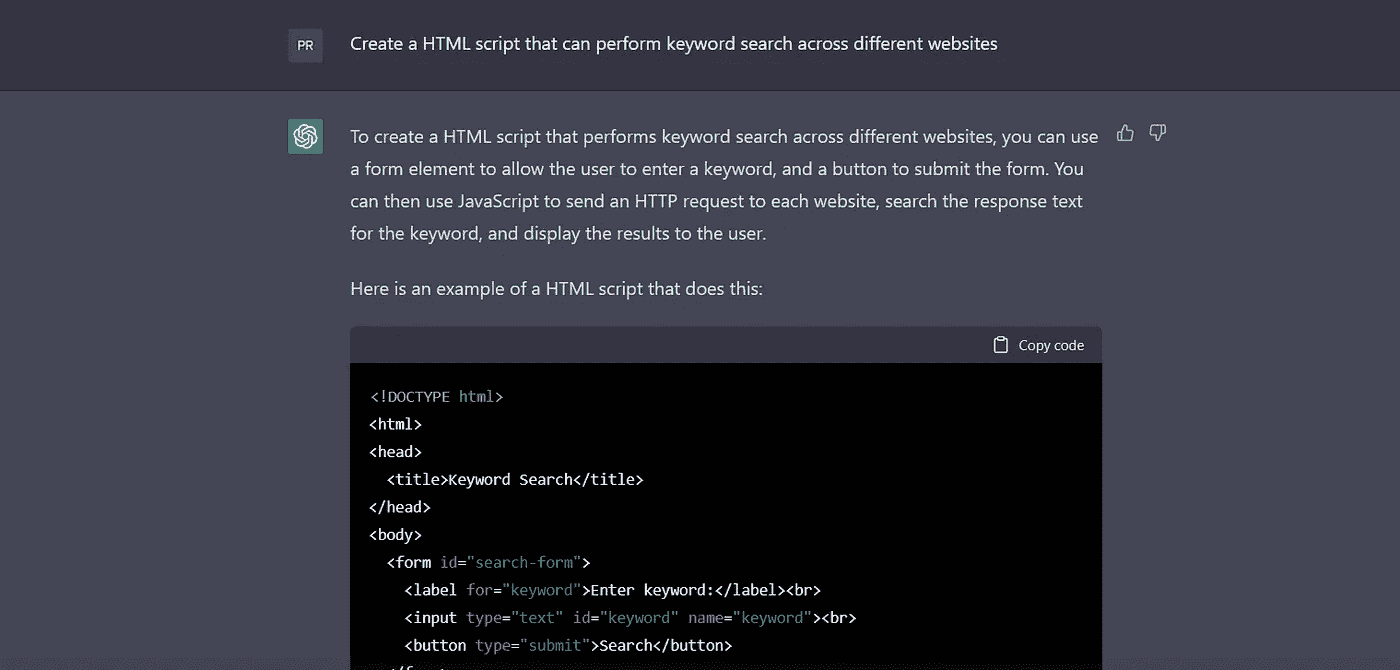 PR
Create a HTML script that can perform keyword search across different websites
To create a HTML script that performs keyword search across different websites, you can use
a form element to allow the user to enter a keyword, and a button to submit the form. You
can then use JavaScript to send an HTTP request to each website, search the response text
for the keyword, and display the results to the user.
Here is an example of a HTML script that does this:
Copy code
<!DOCTYPE html>
<html>
<head>
  <title>Keyword Search</title>
</head>
<body>
  <form id="search-form">
    <label for="keyword">Enter keyword:</label><br>
    <input type="text" id="keyword" name="keyword"><br>
    <button type="submit">Search</button>